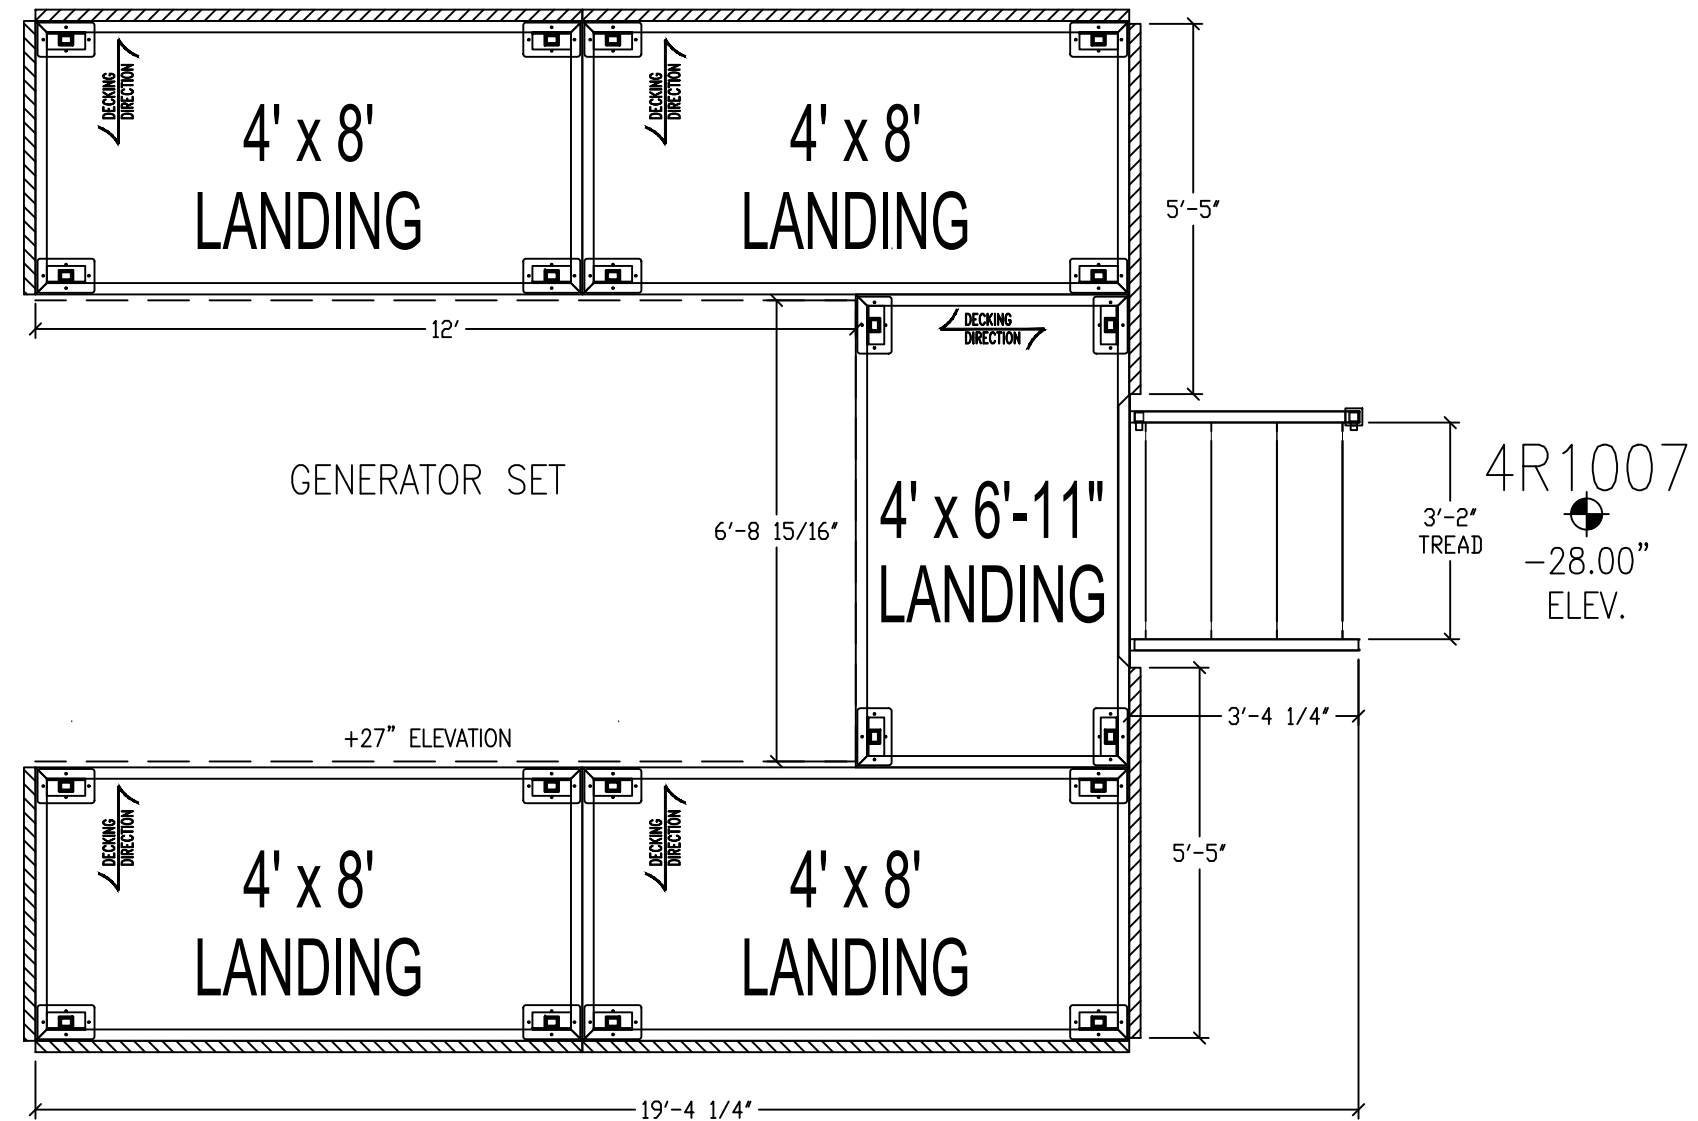 DECKING
DIRECTION
4' x 8'
LANDING
DECKING
DIRECTION
4' x 8'
LANDING
5'-5"
12'
DECKING
DIRECTION
GENERATOR SET
6'-8 15/16"
4' x 6'-11"
LANDING
3'-2"
TREAD
4R1007
-28.00"
ELEV.
+27" ELEVATION
3'-4 1/4"
DECKING
DIRECTION
4' x 8'
LANDING
DECKING
DIRECTION
4' x 8'
LANDING
5'-5"
19'-4 1/4"